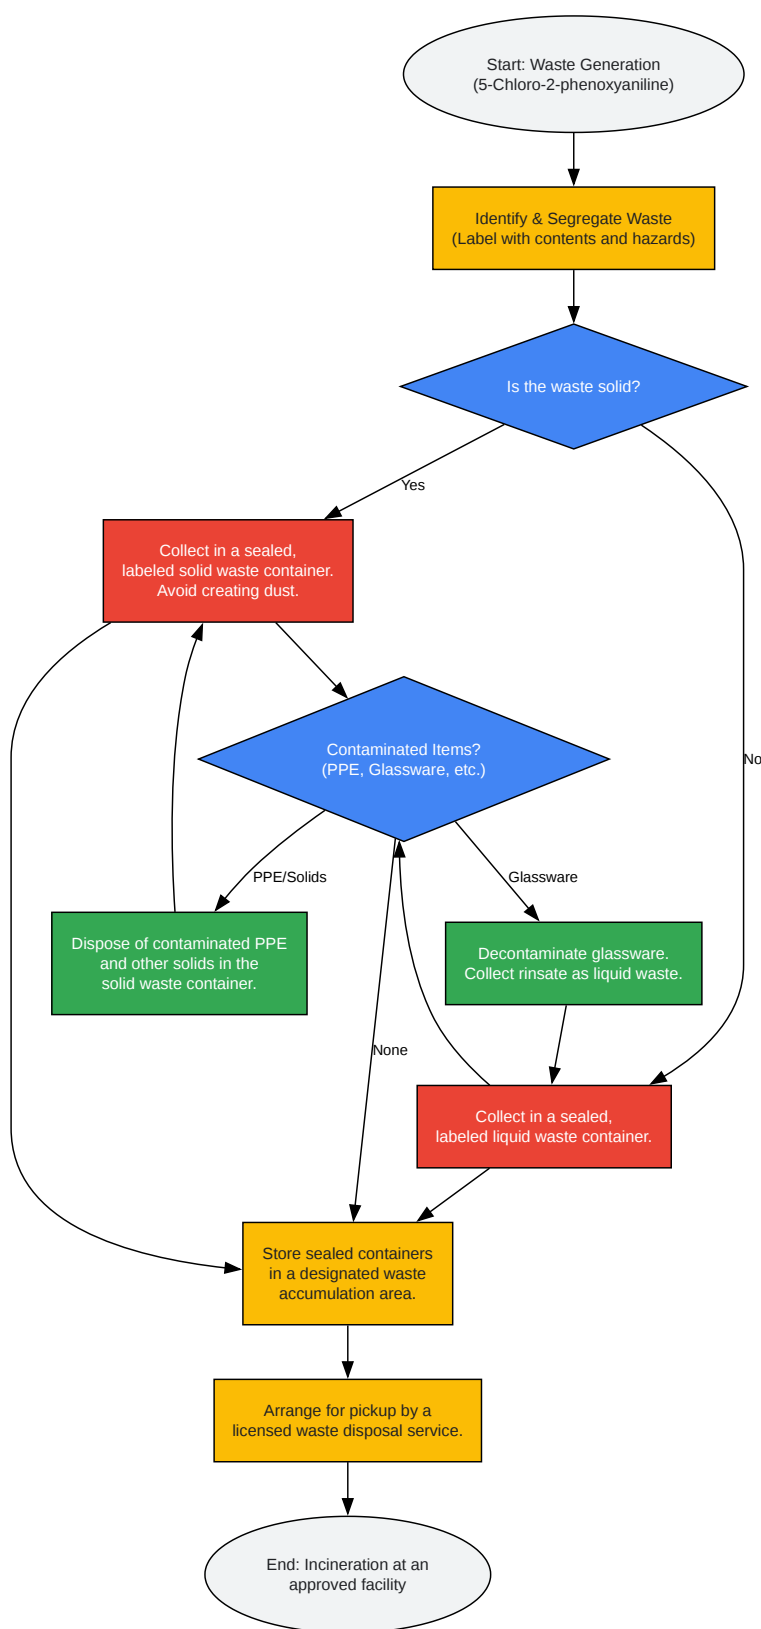 Start: Waste Generation
(5-Chloro-2-phenoxyaniline)
Identify & Segregate Waste
(Label with contents and hazards)
Is the waste solid?
Yes
Collect in a sealed,
labeled solid waste container.
Avoid creating dust.
Contaminated Items?
(PPE, Glassware, etc.)
No
PPE/Solids
Glassware
Dispose of contaminated PPE
and other solids in the
solid waste container.
Decontaminate glassware.
Collect rinsate as liquid waste.
None
Collect in a sealed,
labeled liquid waste container.
Store sealed containers
in a designated waste
accumulation area.
Arrange for pickup by a
licensed waste disposal service.
End: Incineration at an
approved facility